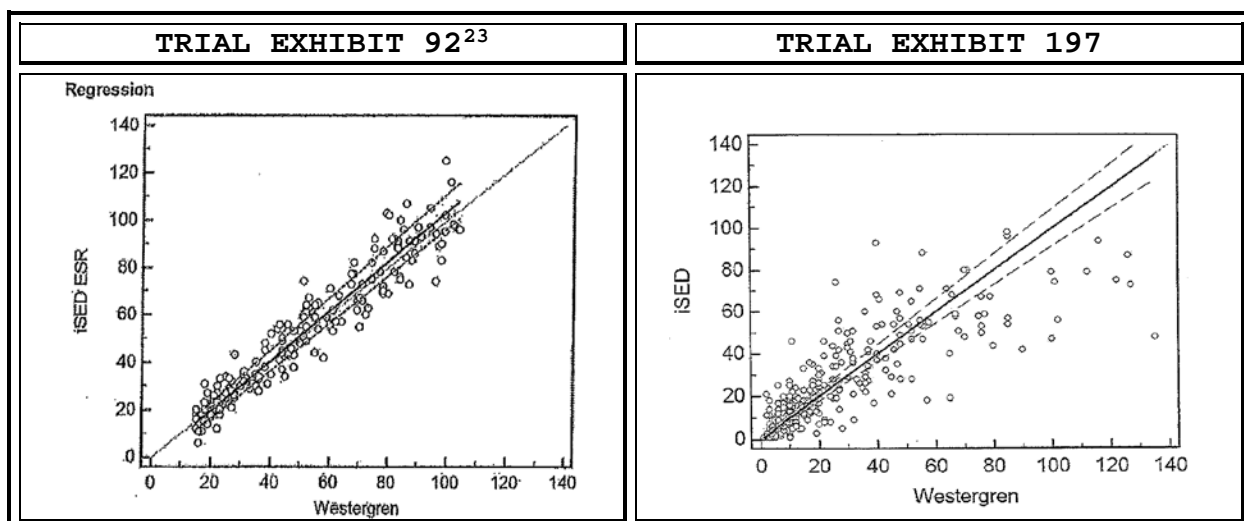 TRIAL EXHIBIT 92²³
TRIAL EXHIBIT 197
Regression
140
120
100
80
60
40
20
0
iSED ESR
0 20 40 60 80 100 120 140
Westergren
140
120
100
80
60
40
20
0
iSED
0 20 40 60 80 100 120 140
Westergren